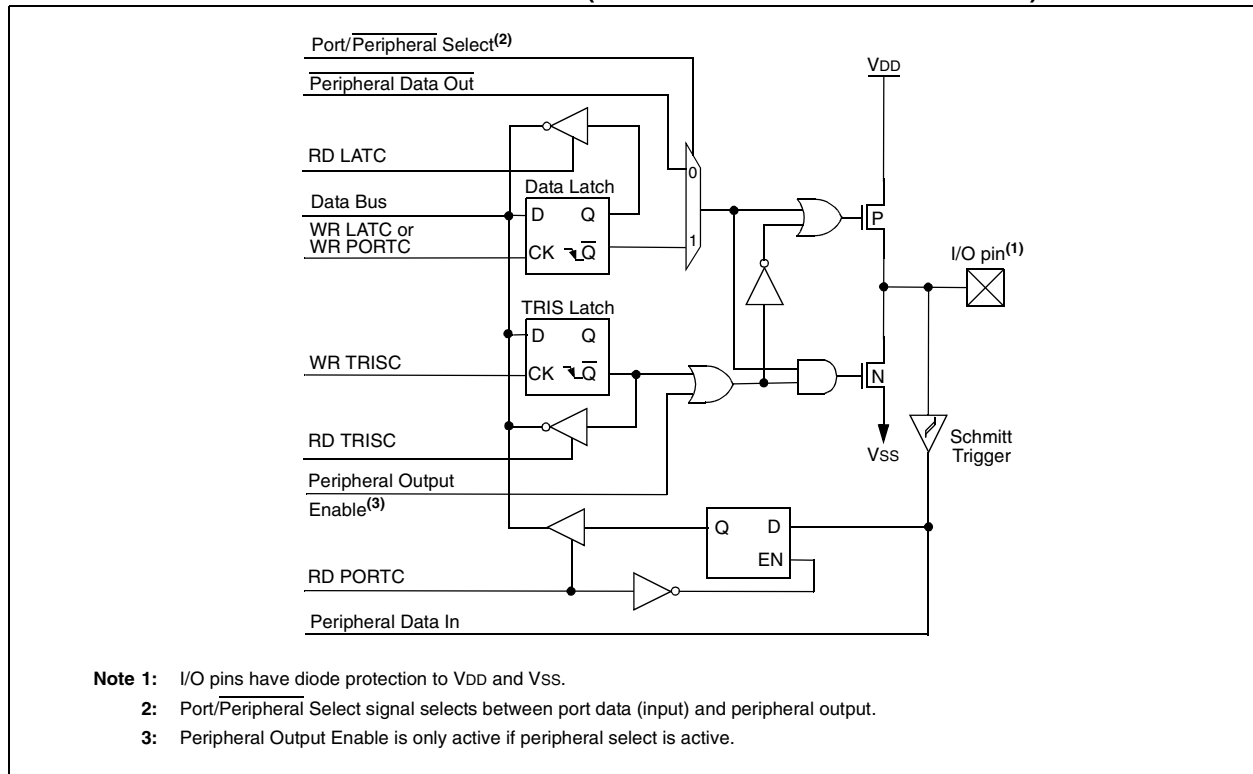 Port/Peripheral Select(2)
Peripheral Data Out
VDD
RD LATC
0
Data Latch
Data Bus
D Q
P
WR LATC or
WR PORTC
1
CK Q
I/O pin(1)
TRIS Latch
D Q
WR TRISC
CK Q
N
RD TRISC
VSS
Schmitt
Trigger
Peripheral Output
Enable(3)
Q D
EN
RD PORTC
Peripheral Data In
Note 1: I/O pins have diode protection to VDD and VSS.
2: Port/Peripheral Select signal selects between port data (input) and peripheral output.
3: Peripheral Output Enable is only active if peripheral select is active.